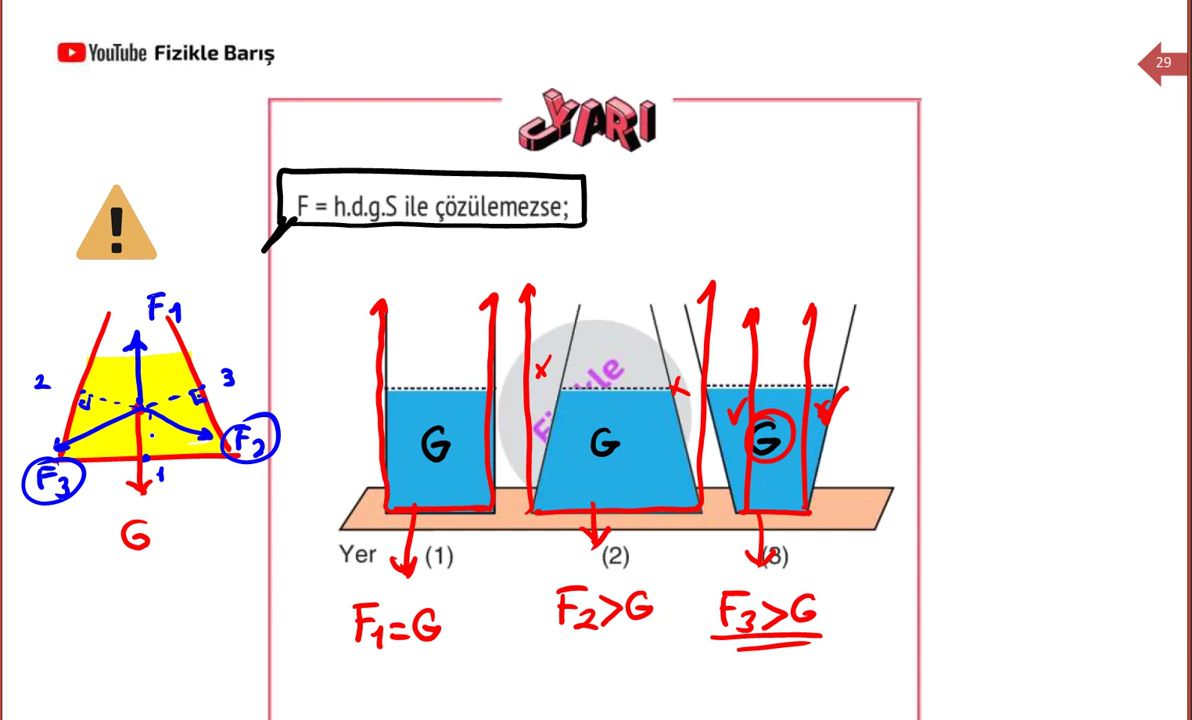 YouTube Fizikle Barış
29
UYARI
F = h.d.g.S ile çözülemezse;
F1
2
3
F2
F3
1
G
Fizikle
G
G
G
Yer
(1)
(2)
(3)
F1=G
F2>G
F3>G